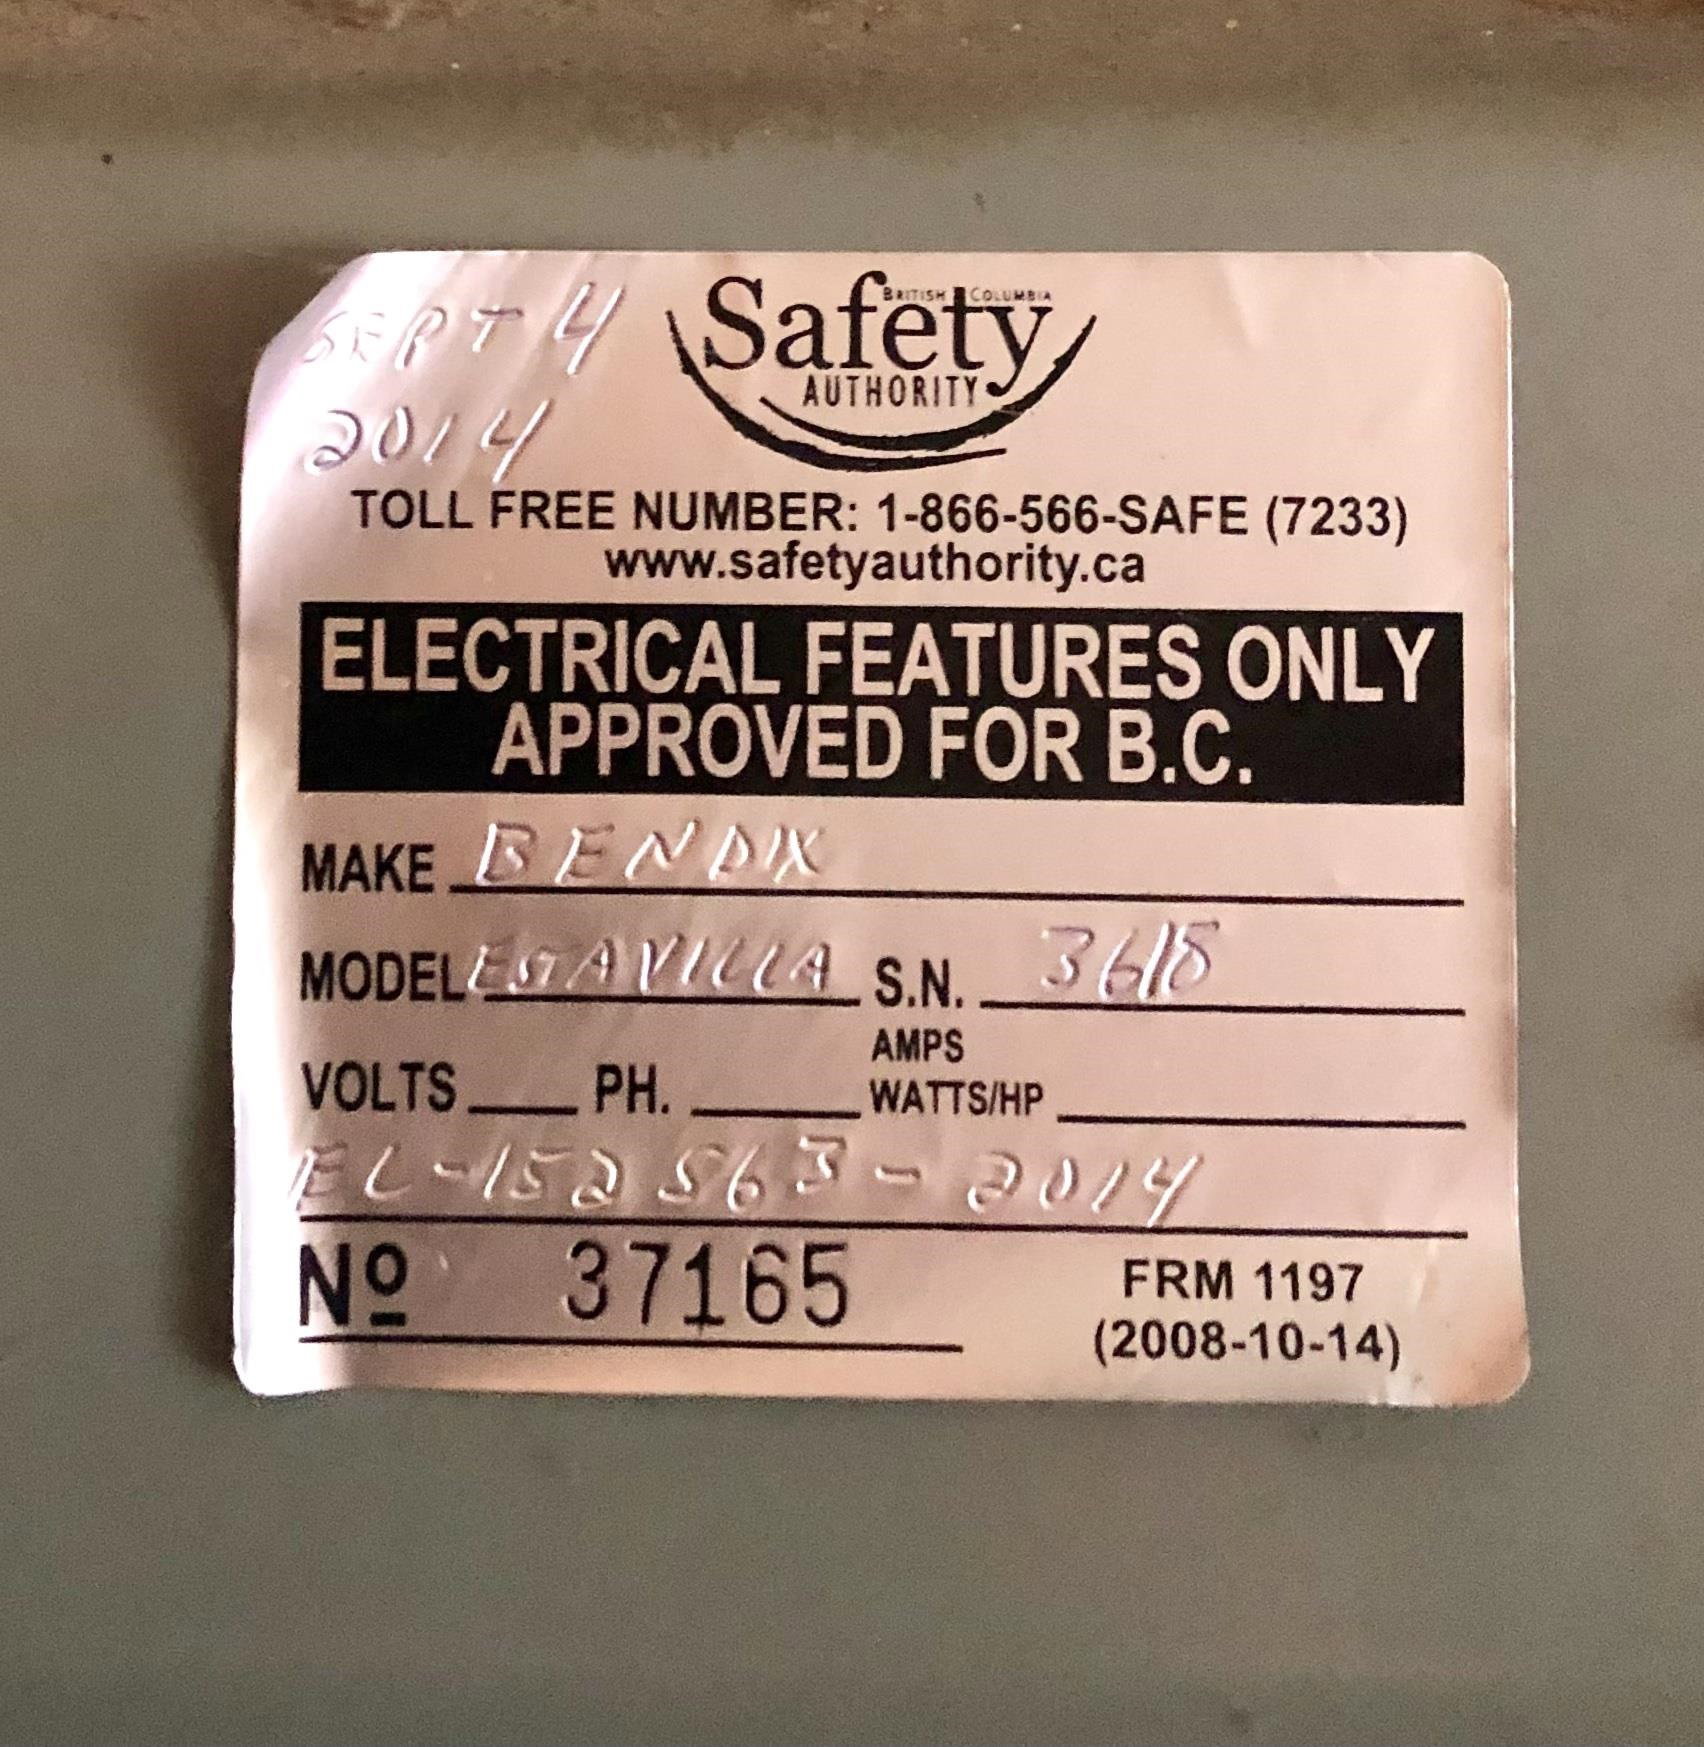 SEPT 4
2014
BRITISH COLUMBIA
Safety
AUTHORITY
TOLL FREE NUMBER: 1-866-566-SAFE (7233)
www.safetyauthority.ca
ELECTRICAL FEATURES ONLY
APPROVED FOR B.C.
MAKE BENDIX
MODEL S.N. 3618
AMPS
VOLTS PH. WATTS/HP
EL-152563-2014
Nº 37165
FRM 1197
(2008-10-14)